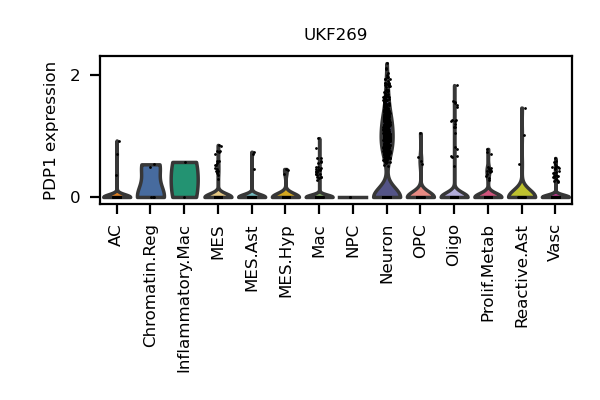 UKF269
PDP1 expression
2
0
AC
Chromatin.Reg
Inflammatory.Mac
MES
MES.Ast
MES.Hyp
Mac
NPC
Neuron
OPC
Oligo
Prolif.Metab
Reactive.Ast
Vasc